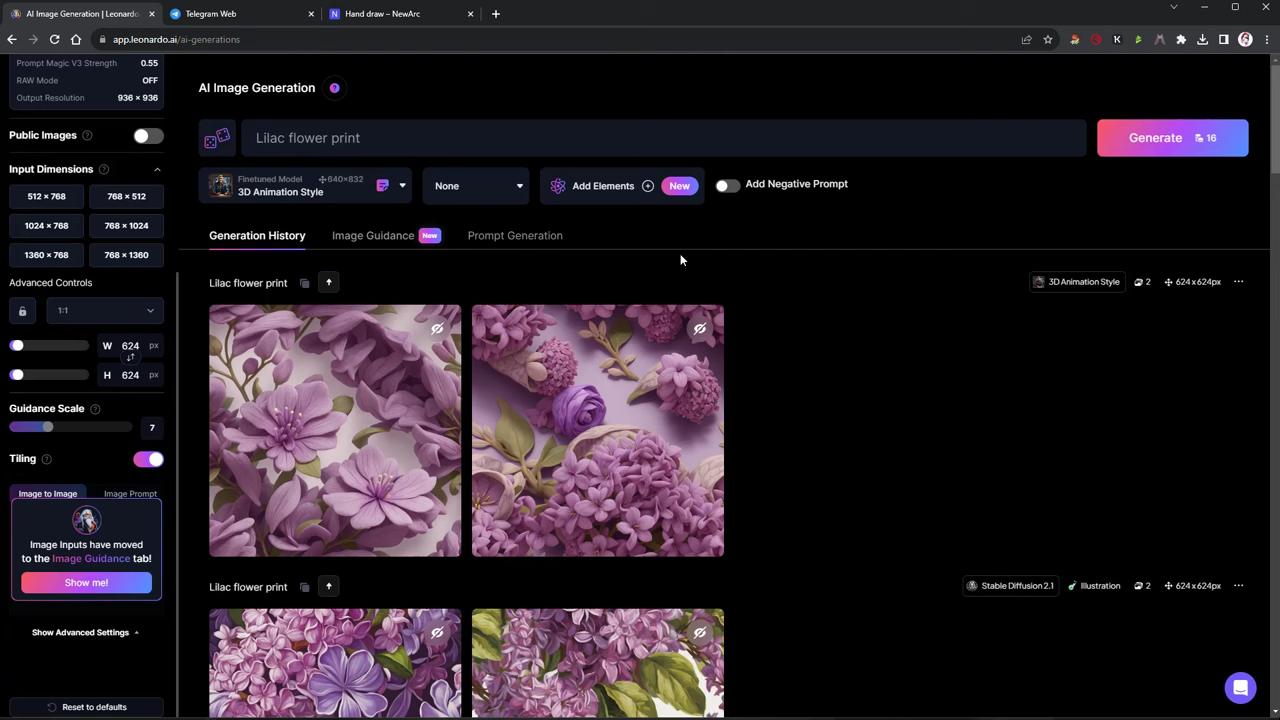 AI Image Generation | Leonardo
Telegram Web
Hand draw – NewArc
app.leonardo.ai/ai-generations
Prompt Magic V3 Strength 0.55
RAW Mode OFF
Output Resolution 936 × 936
Public Images
Input Dimensions
512 × 768 768 × 512
1024 × 768 768 × 1024
1360 × 768 768 × 1360
Advanced Controls
1:1
W 624 px
H 624 px
Guidance Scale
7
Tiling
Image to Image Image Prompt
Image Inputs have moved
to the Image Guidance tab!
Show me!
Show Advanced Settings
Reset to defaults
AI Image Generation ?
Lilac flower print
Generate 16
Finetuned Model 640×832
3D Animation Style
None
Add Elements New
Add Negative Prompt
Generation History Image Guidance New Prompt Generation
Lilac flower print
3D Animation Style 2 624 x 624px
Lilac flower print
Stable Diffusion 2.1 Illustration 2 624 x 624px